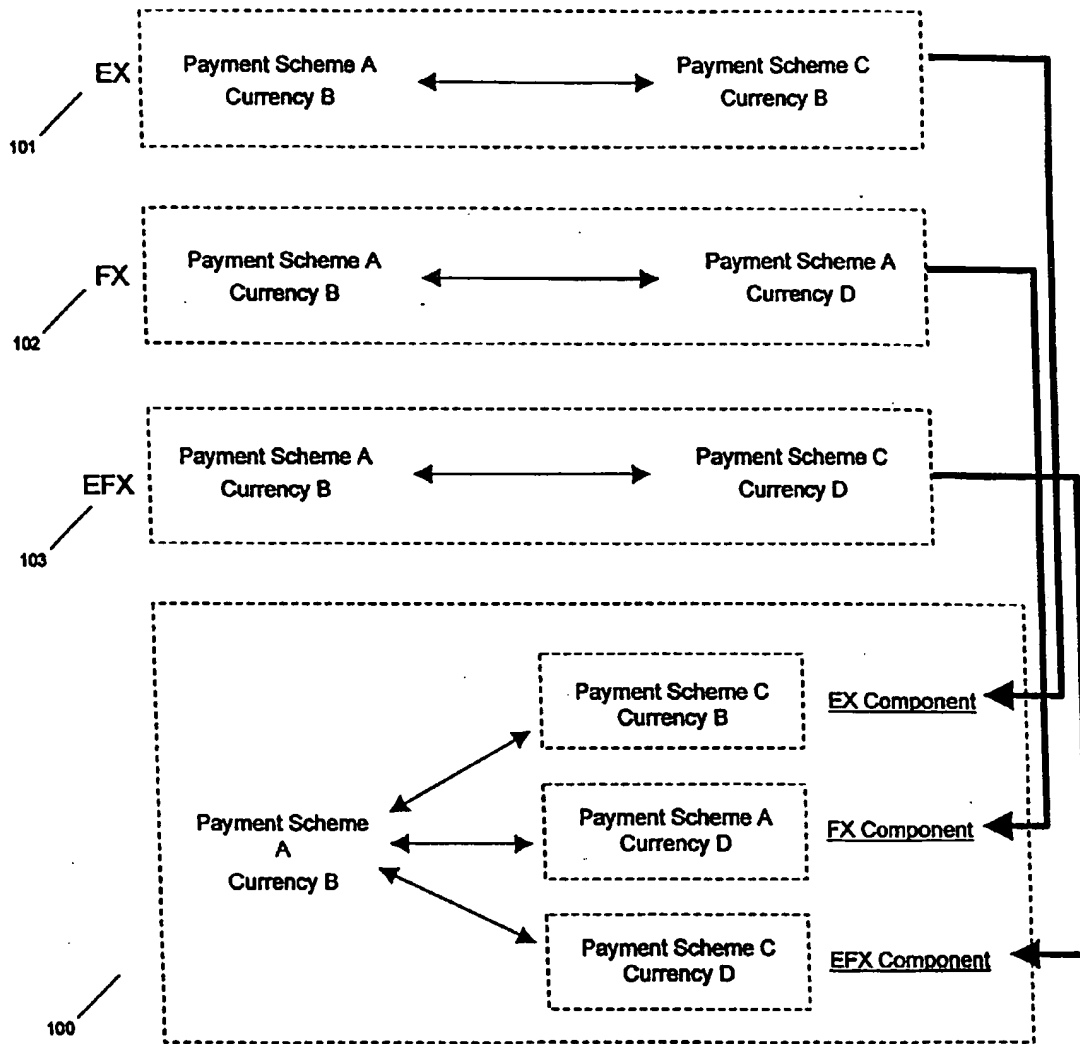 EX
Payment Scheme A
Currency B
Payment Scheme C
Currency B
101
FX
Payment Scheme A
Currency B
Payment Scheme A
Currency D
102
EFX
Payment Scheme A
Currency B
Payment Scheme C
Currency D
103
Payment Scheme C
Currency B
EX Component
Payment Scheme
A
Currency B
Payment Scheme A
Currency D
FX Component
Payment Scheme C
Currency D
EFX Component
100